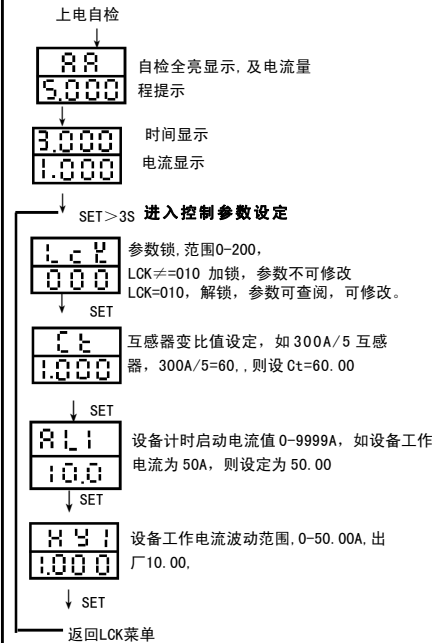 上电自检
AA
5.000
自检全亮显示, 及电流量
程提示
3.000
时间显示
1.000
电流显示
SET＞3S 进入控制参数设定
LcK
000
参数锁, 范围0-200,
LCK≠=010 加锁, 参数不可修改
LCK=010, 解锁, 参数可查阅, 可修改。
SET
Ct
1.000
互感器变比值设定, 如 300A/5 互感
器, 300A/5=60,, 则设 Ct=60.00
SET
AL1
10.0
设备计时启动电流值 0-9999A, 如设备工作
电流为 50A, 则设定为 50.00
SET
HY1
1.000
设备工作电流波动范围, 0-50.00A, 出
厂10.00,
SET
返回LCK菜单